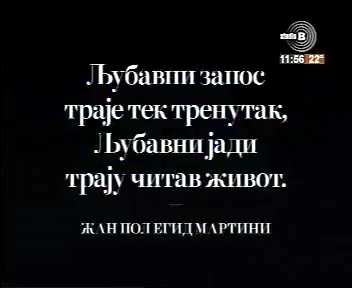 studio B
11:56 22°
Љубавни занос
траје тек тренутак,
Љубавни јади
трају читав живот.
ЖАН ПОЛ ЕГИД МАРТИНИ